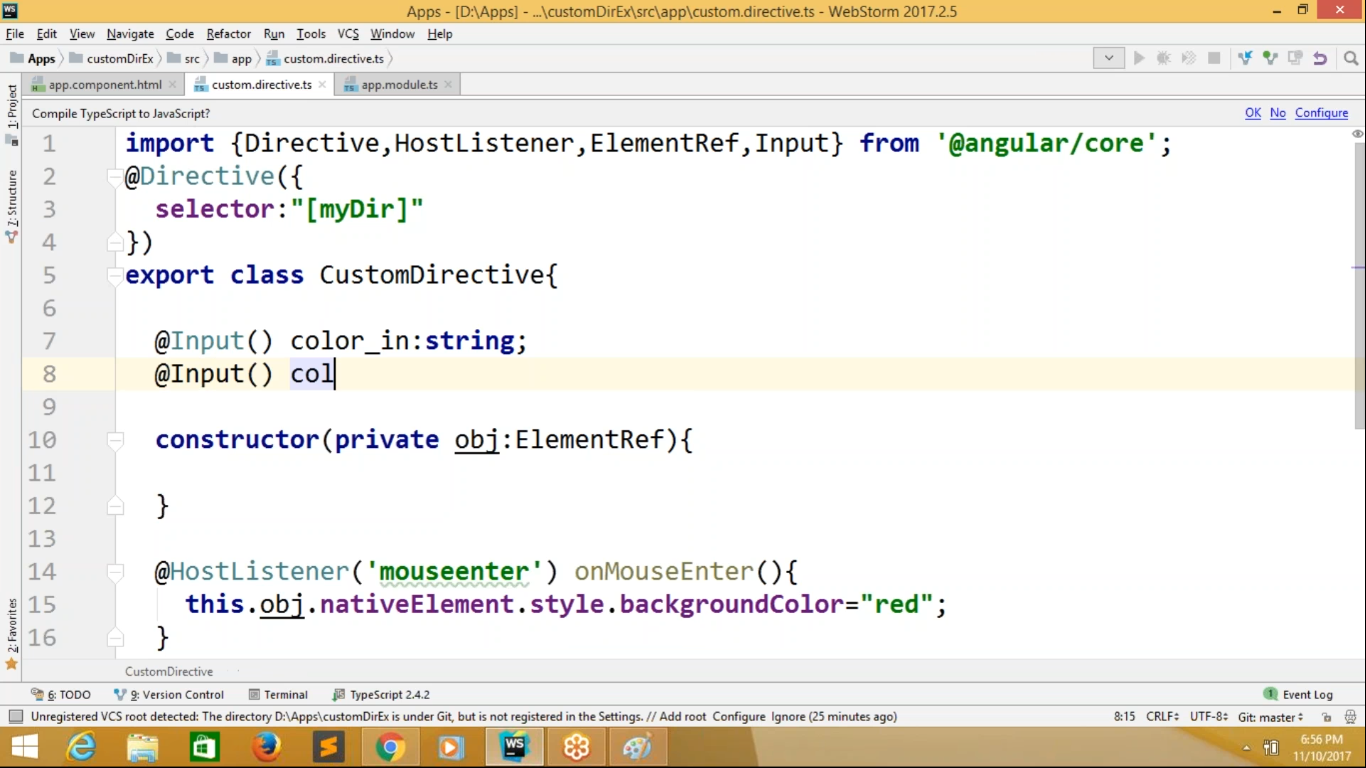 WS Apps - [D:\Apps] - ...\customDirEx\src\app\custom.directive.ts - WebStorm 2017.2.5
File Edit View Navigate Code Refactor Run Tools VCS Window Help
Apps customDirEx src app custom.directive.ts
app.component.html custom.directive.ts app.module.ts
Compile TypeScript to JavaScript? OK No Configure
1: Project
7: Structure
2: Favorites
1 import {Directive,HostListener,ElementRef,Input} from '@angular/core';
2 @Directive({
3 selector:"[myDir]"
4 })
5 export class CustomDirective{
6
7 @Input() color_in:string;
8 @Input() col
9
10 constructor(private obj:ElementRef){
11
12 }
13
14 @HostListener('mouseenter') onMouseEnter(){
15 this.obj.nativeElement.style.backgroundColor="red";
16 }
CustomDirective
6: TODO 9: Version Control Terminal TypeScript 2.4.2 1 Event Log
Unregistered VCS root detected: The directory D:\Apps\customDirEx is under Git, but is not registered in the Settings. // Add root Configure Ignore (25 minutes ago) 8:15 CRLF UTF-8 Git: master
WS 6:56 PM
11/10/2017